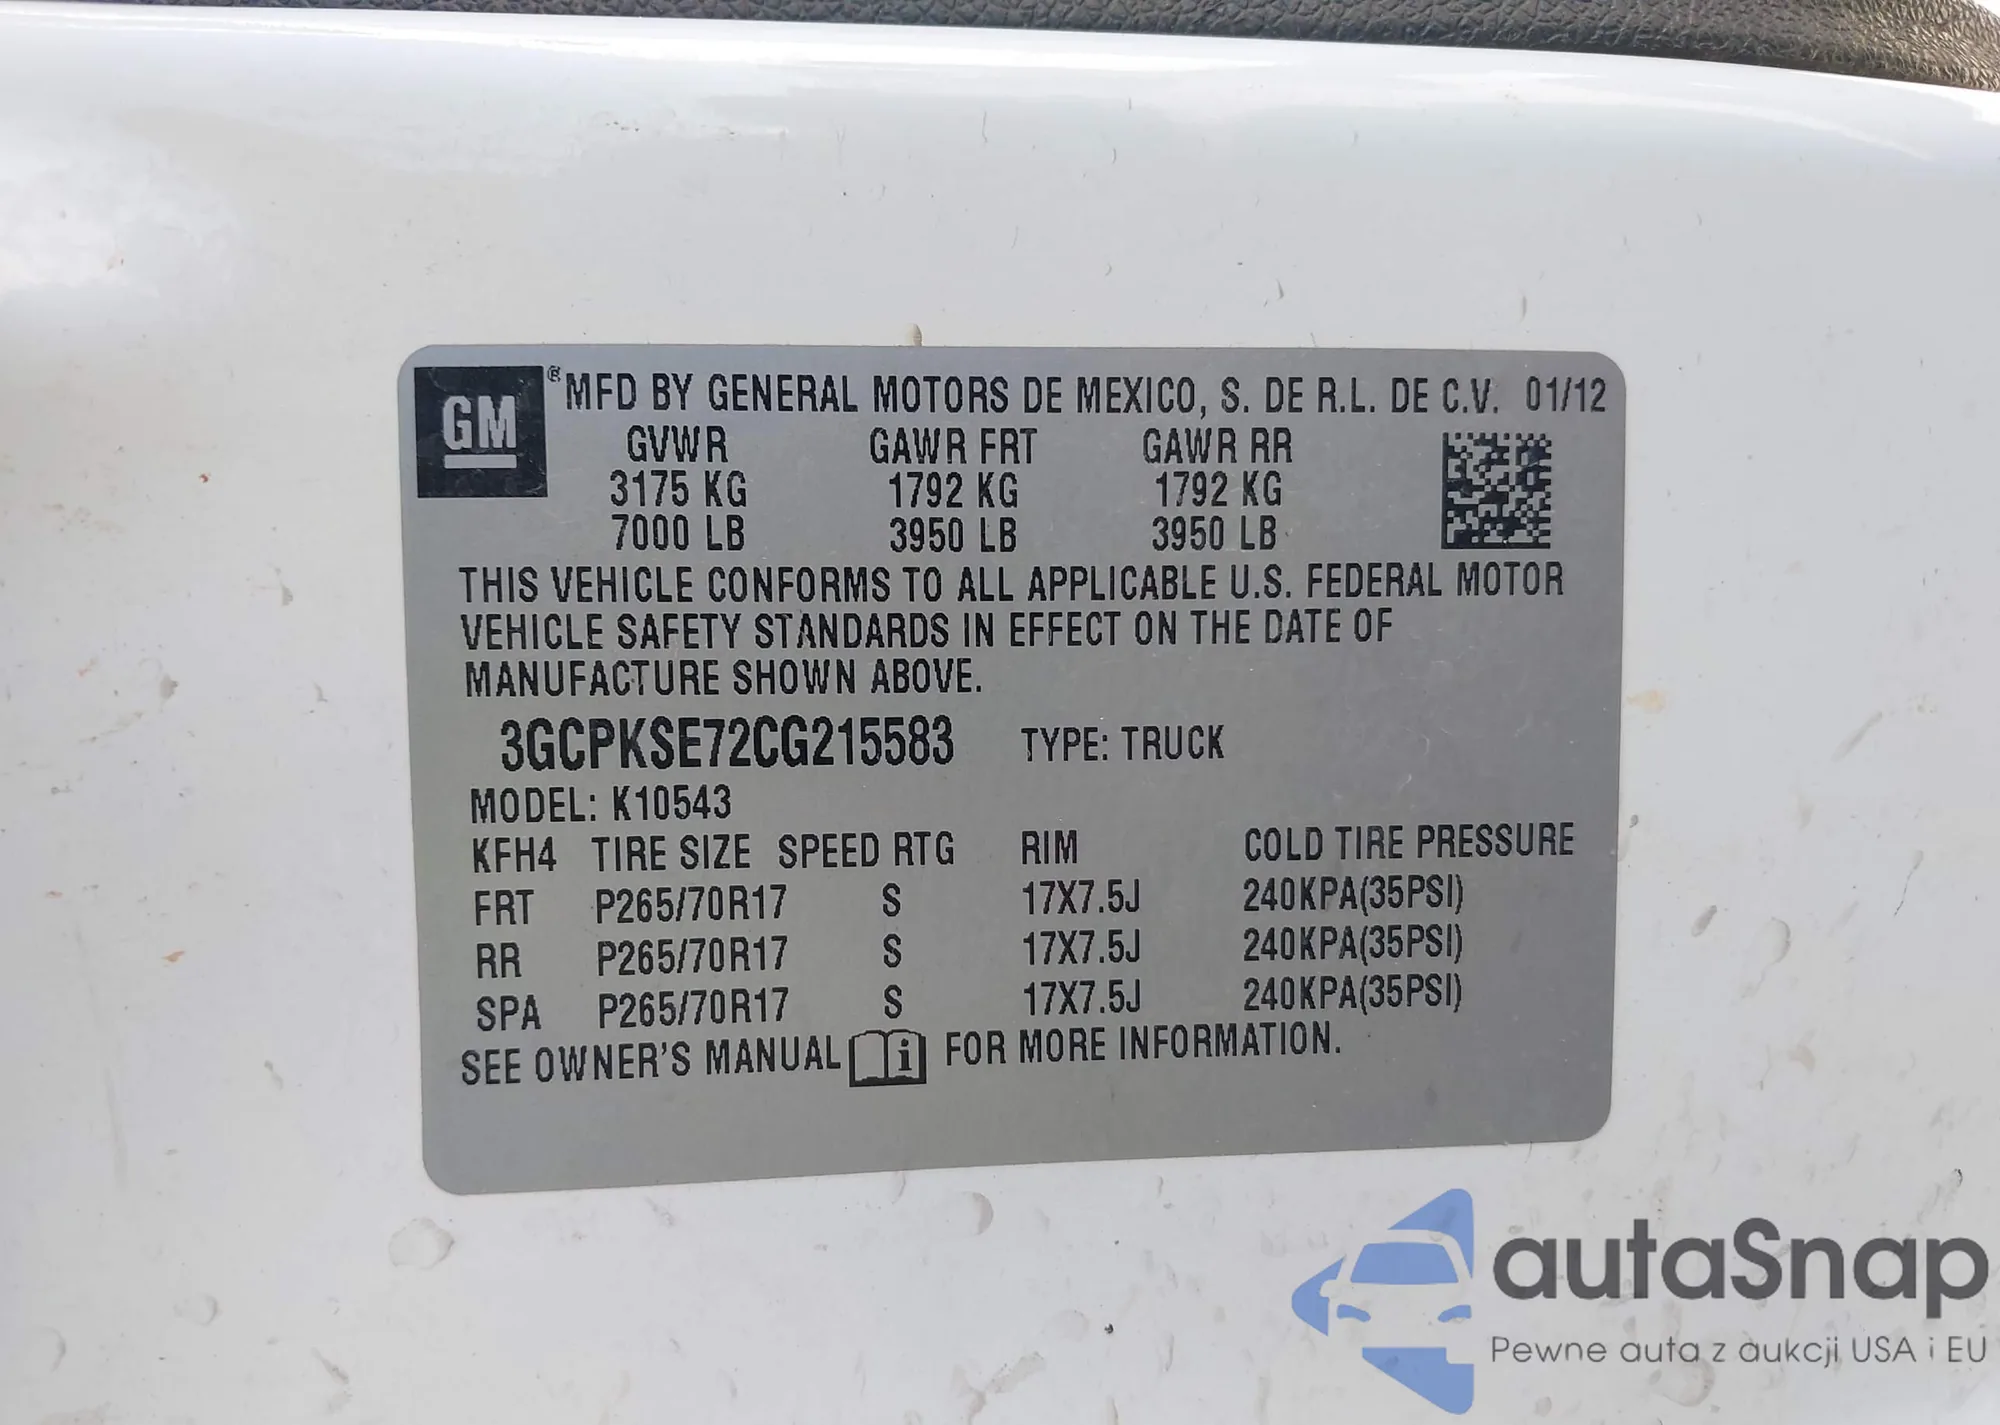 GM ® MFD BY GENERAL MOTORS DE MEXICO, S. DE R.L. DE C.V. 01/12
GVWR GAWR FRT GAWR RR
3175 KG 1792 KG 1792 KG
7000 LB 3950 LB 3950 LB
THIS VEHICLE CONFORMS TO ALL APPLICABLE U.S. FEDERAL MOTOR
VEHICLE SAFETY STANDARDS IN EFFECT ON THE DATE OF
MANUFACTURE SHOWN ABOVE.
3GCPKSE72CG215583 TYPE: TRUCK
MODEL: K10543
KFH4 TIRE SIZE SPEED RTG RIM COLD TIRE PRESSURE
FRT P265/70R17 S 17X7.5J 240KPA(35PSI)
RR P265/70R17 S 17X7.5J 240KPA(35PSI)
SPA P265/70R17 S 17X7.5J 240KPA(35PSI)
SEE OWNER'S MANUAL i FOR MORE INFORMATION.
autaSnap
Pewne auta z aukcji USA i EU